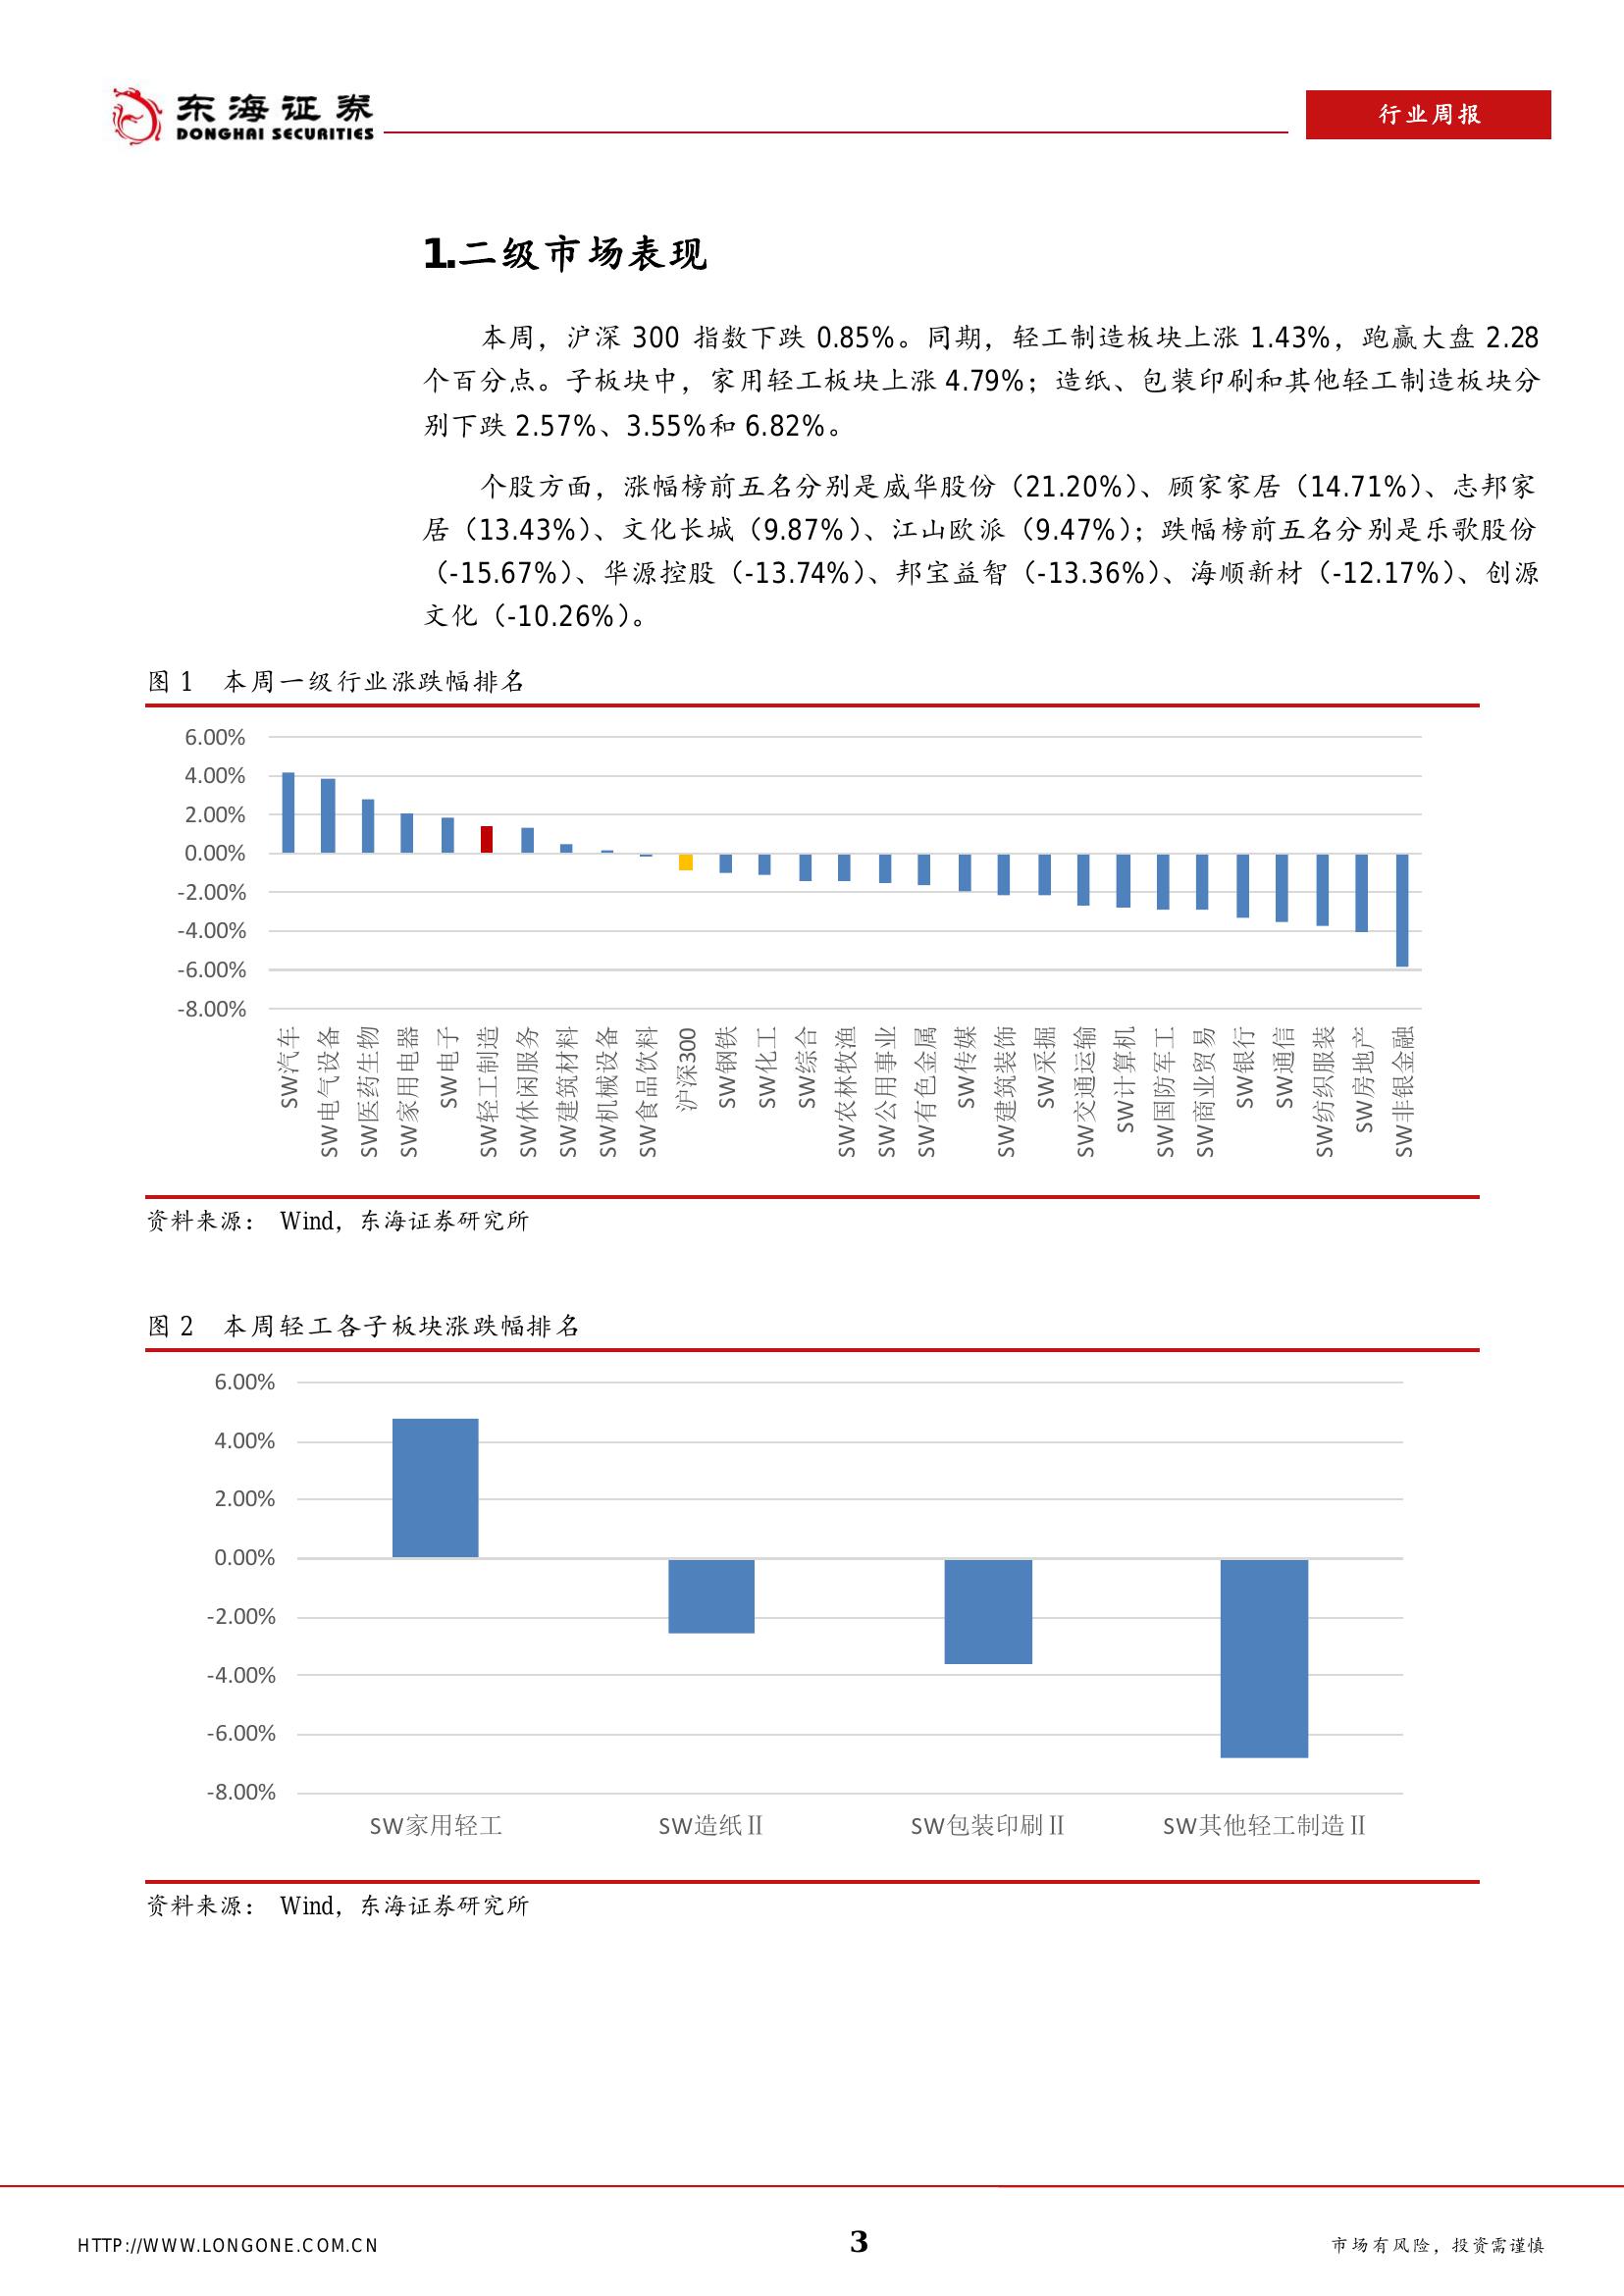 东海证券
DONGHAI SECURITIES
行业周报
1.二级市场表现
本周，沪深 300 指数下跌 0.85%。同期，轻工制造板块上涨 1.43%，跑赢大盘 2.28
个百分点。子板块中，家用轻工板块上涨 4.79%；造纸、包装印刷和其他轻工制造板块分
别下跌 2.57%、3.55%和 6.82%。
个股方面，涨幅榜前五名分别是威华股份（21.20%）、顾家家居（14.71%）、志邦家
居（13.43%）、文化长城（9.87%）、江山欧派（9.47%）；跌幅榜前五名分别是乐歌股份
（-15.67%）、华源控股（-13.74%）、邦宝益智（-13.36%）、海顺新材（-12.17%）、创源
文化（-10.26%）。
图 1 本周一级行业涨跌幅排名
6.00%
4.00%
2.00%
0.00%
-2.00%
-4.00%
-6.00%
-8.00%
SW汽车
SW电气设备
SW医药生物
SW家用电器
SW电子
SW轻工制造
SW休闲服务
SW建筑材料
SW机械设备
SW食品饮料
沪深300
SW钢铁
SW化工
SW综合
SW农林牧渔
SW公用事业
SW有色金属
SW传媒
SW建筑装饰
SW采掘
SW交通运输
SW计算机
SW国防军工
SW商业贸易
SW银行
SW通信
SW纺织服装
SW房地产
SW非银金融
资料来源： Wind，东海证券研究所
图 2 本周轻工各子板块涨跌幅排名
6.00%
4.00%
2.00%
0.00%
-2.00%
-4.00%
-6.00%
-8.00%
SW家用轻工
SW造纸Ⅱ
SW包装印刷Ⅱ
SW其他轻工制造Ⅱ
资料来源： Wind，东海证券研究所
HTTP://WWW.LONGONE.COM.CN
3
市场有风险，投资需谨慎